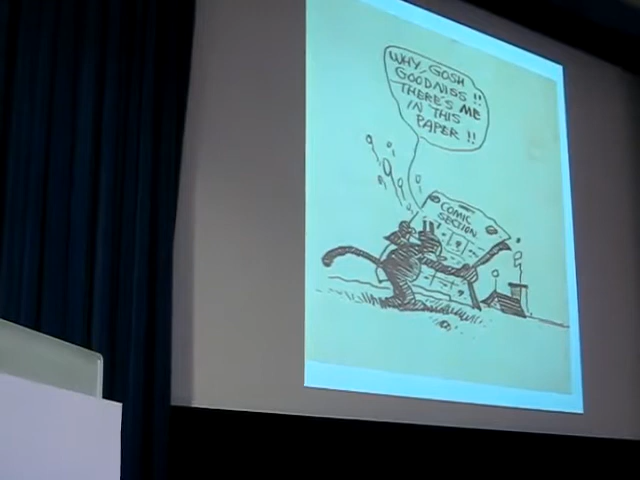 WHY, GOSH
GOODNISS !!
THERE'S ME
IN THIS
PAPER !!
COMIC
SECTION